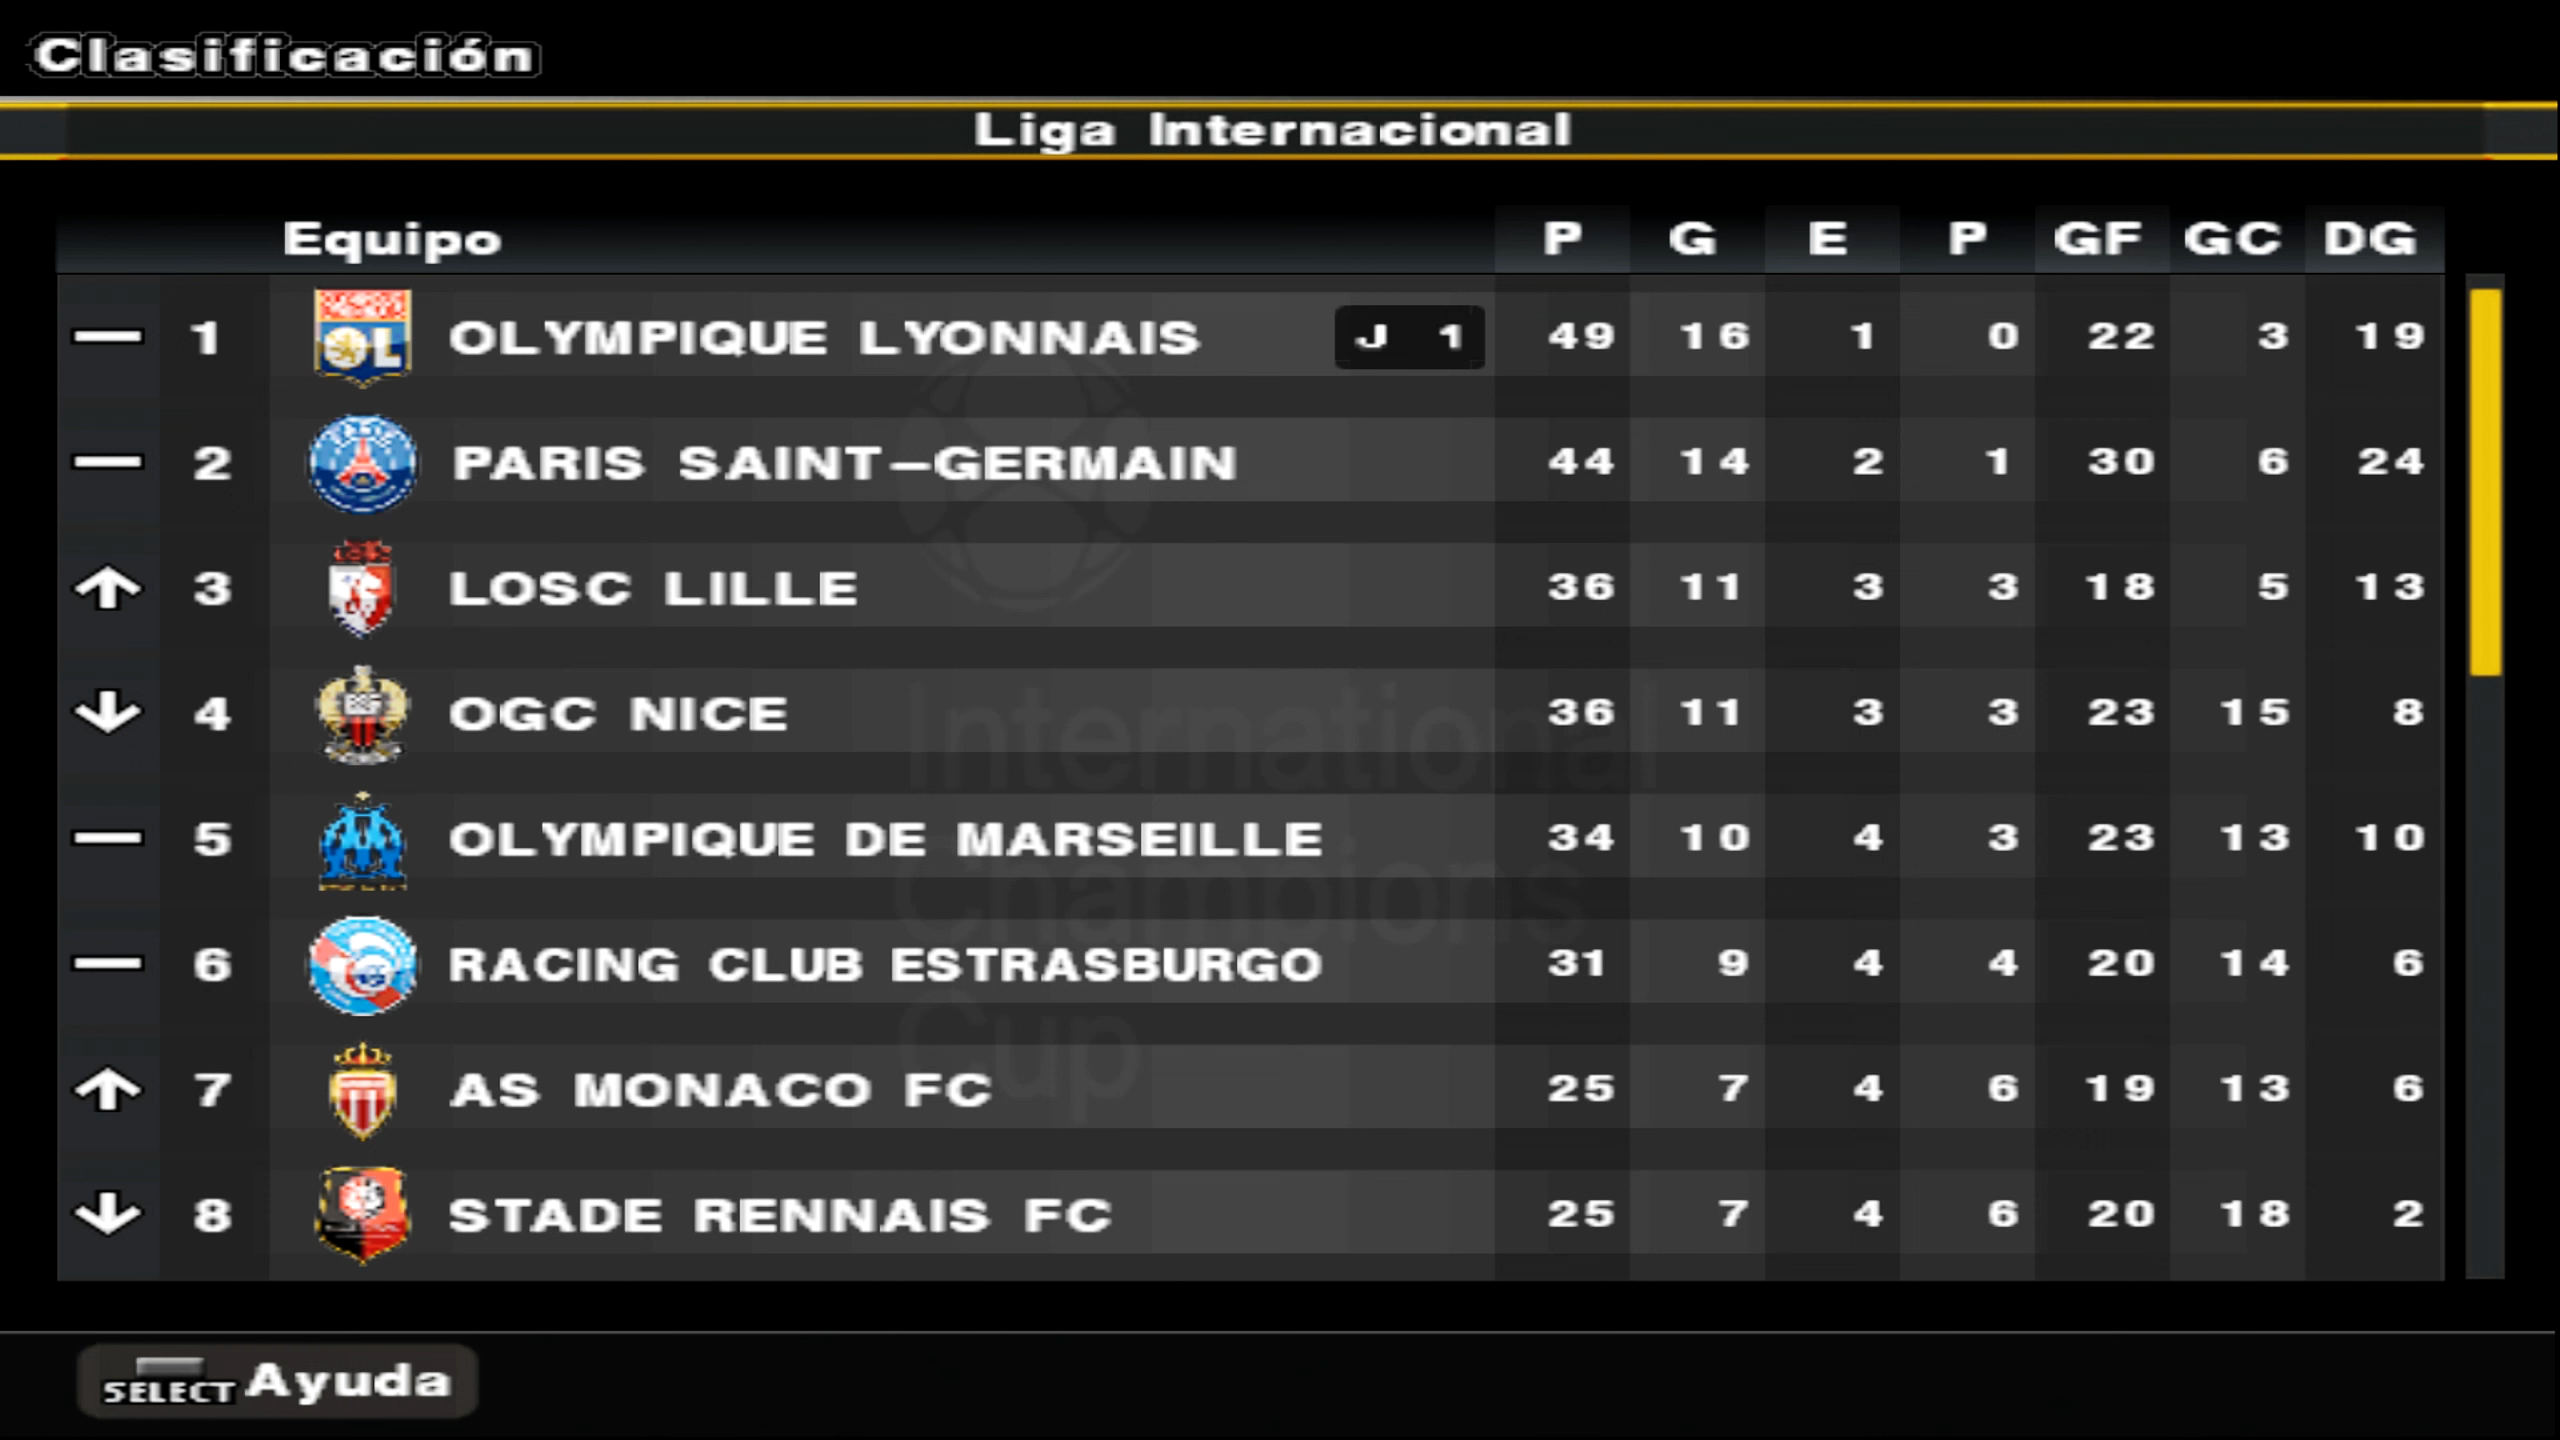 Clasificación
Liga Internacional
Equipo P G E P GF GC DG
1 OL OLYMPIQUE LYONNAIS J 1 49 16 1 0 22 3 19
2 PARIS SAINT-GERMAIN 44 14 2 1 30 6 24
3 LOSC LILLE 36 11 3 3 18 5 13
4 OGC NICE 36 11 3 3 23 15 8
5 OLYMPIQUE DE MARSEILLE 34 10 4 3 23 13 10
6 RACING CLUB ESTRASBURGO 31 9 4 4 20 14 6
7 AS MONACO FC 25 7 4 6 19 13 6
8 STADE RENNAIS FC 25 7 4 6 20 18 2
International
Champions
Cup
SELECT Ayuda